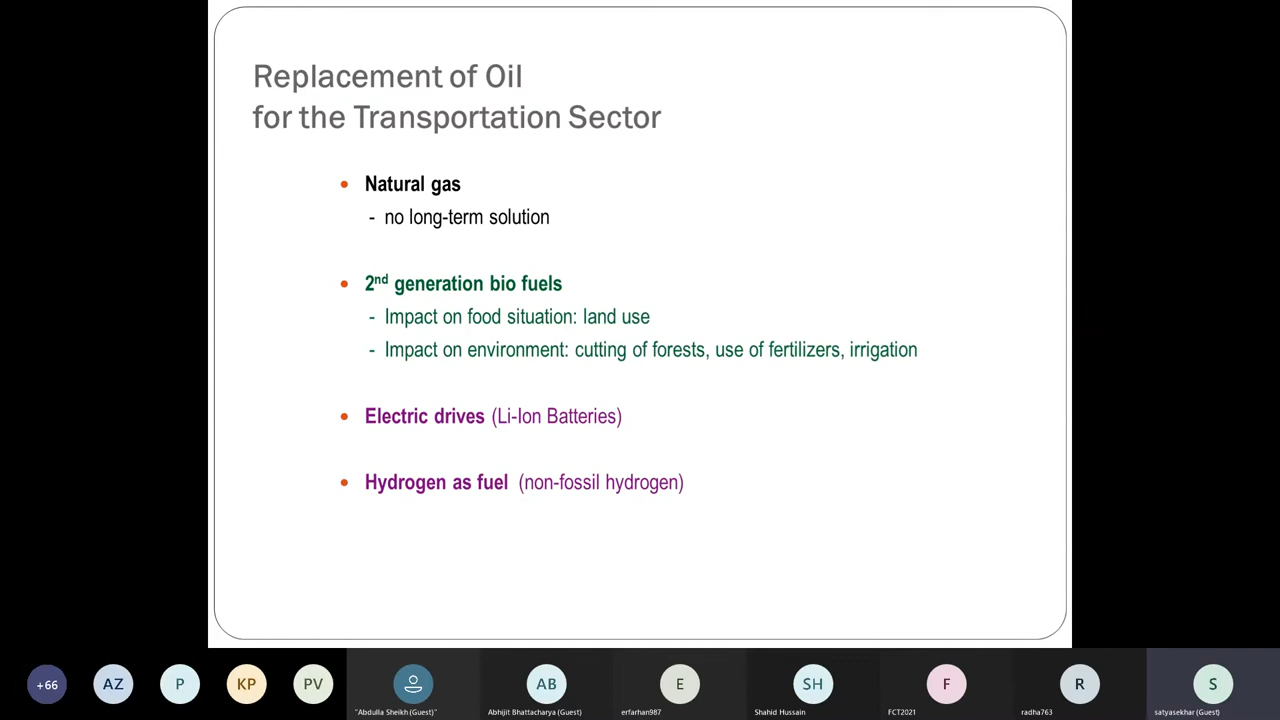 Replacement of Oil
for the Transportation Sector
• Natural gas
- no long-term solution
• 2nd generation bio fuels
- Impact on food situation: land use
- Impact on environment: cutting of forests, use of fertilizers, irrigation
• Electric drives (Li-Ion Batteries)
• Hydrogen as fuel (non-fossil hydrogen)
+66 AZ P KP PV AB E SH F R S
"Abdulla Sheikh (Guest)" Abhijit Bhattacharya (Guest) erfarhan987 Shahid Hussain FCT2021 radha763 satyasekhar (Guest)